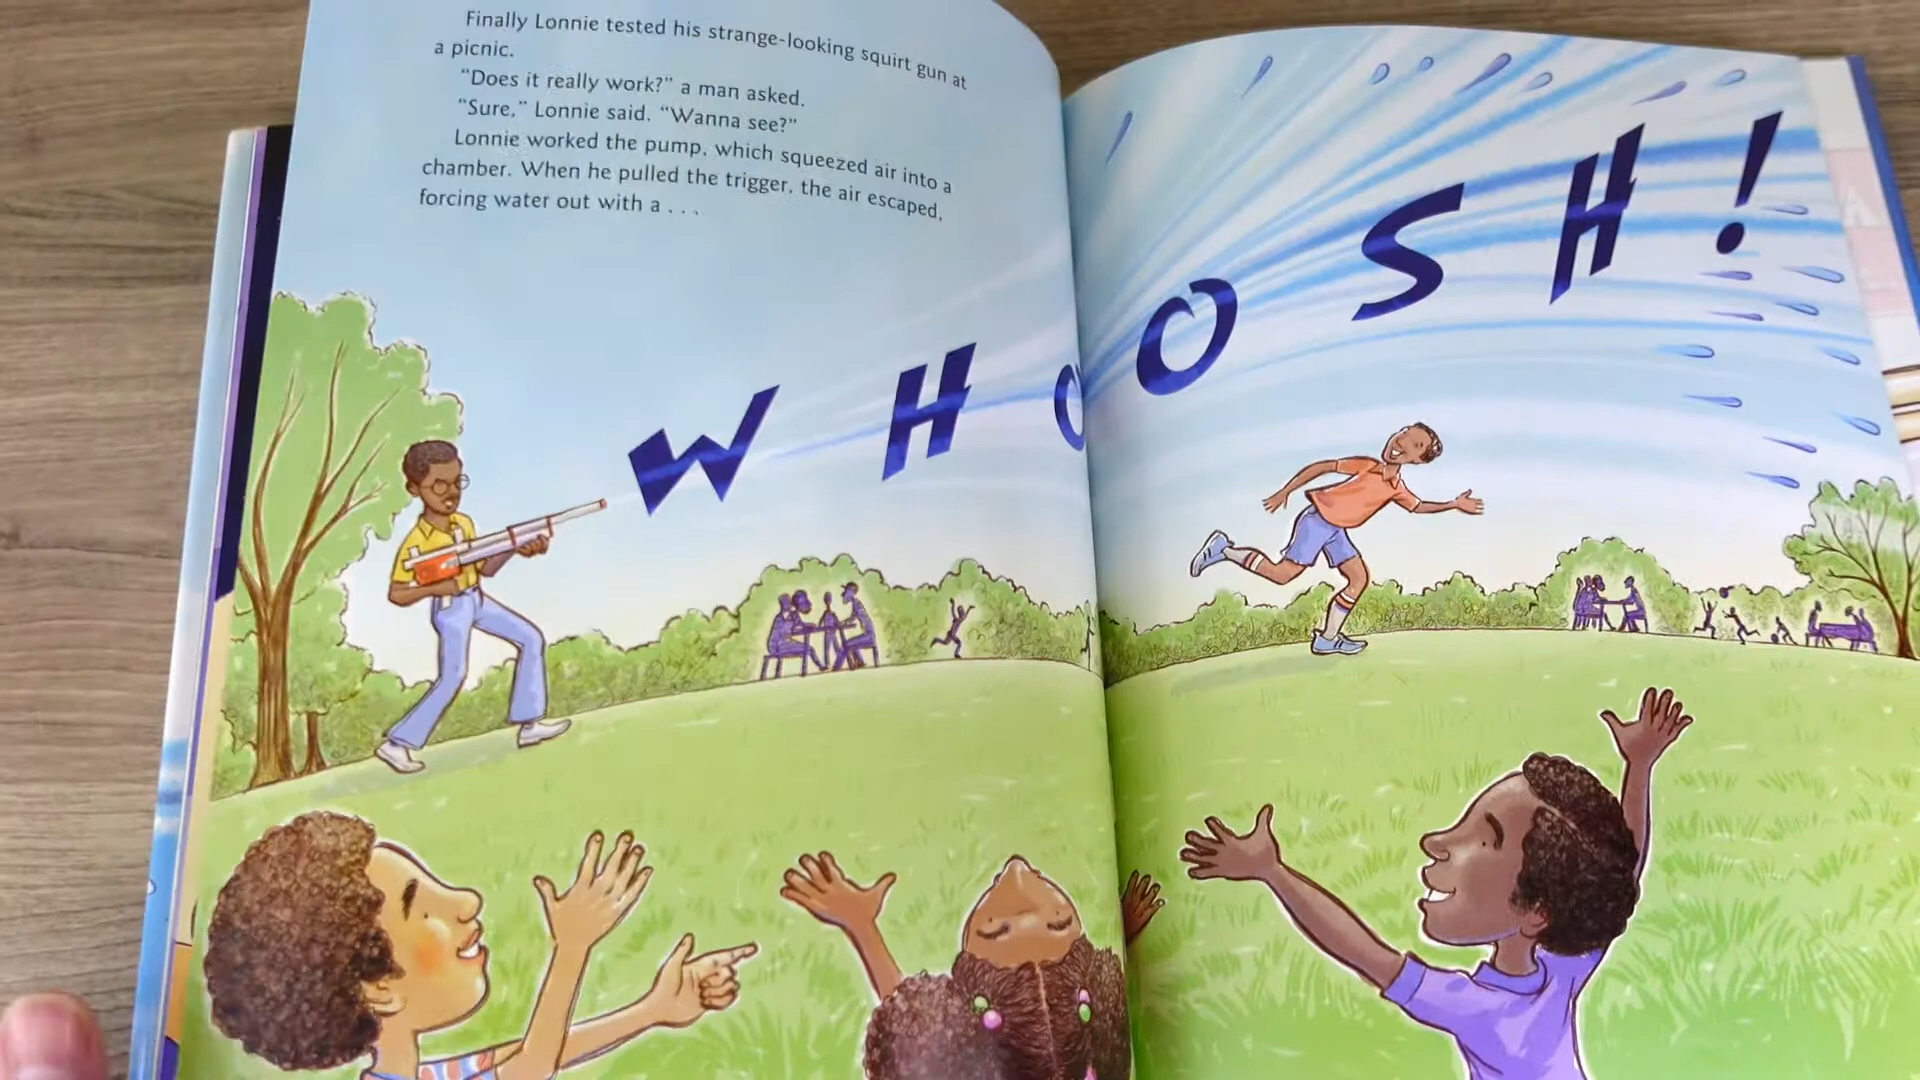 Finally Lonnie tested his strange-looking squirt gun at
a picnic.
“Does it really work?” a man asked.
“Sure,” Lonnie said. “Wanna see?”
Lonnie worked the pump, which squeezed air into a
chamber. When he pulled the trigger, the air escaped,
forcing water out with a . . .
WHOOSH!